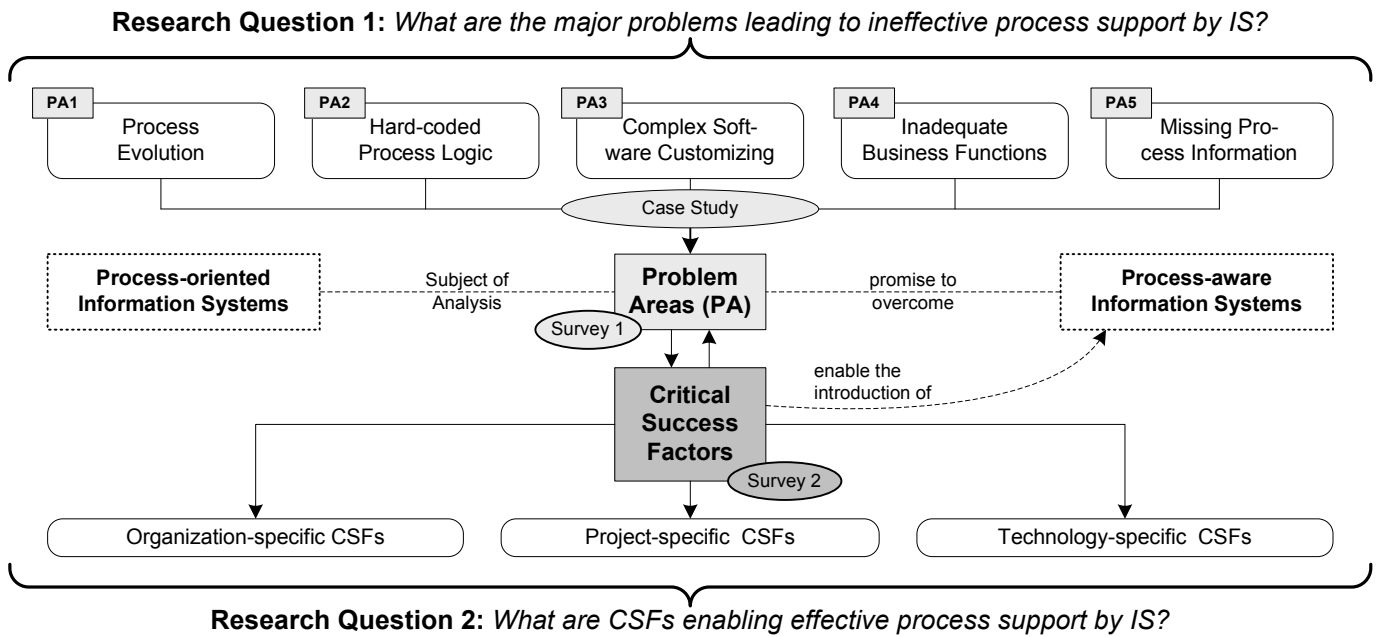 Research Question 1: What are the major problems leading to ineffective process support by IS?
PA1
Process
Evolution
PA2
Hard-coded
Process Logic
PA3
Complex Soft-
ware Customizing
PA4
Inadequate
Business Functions
PA5
Missing Pro-
cess Information
Case Study
Process-oriented
Information Systems
Subject of
Analysis
Problem
Areas (PA)
promise to
overcome
Process-aware
Information Systems
Survey 1
enable the
introduction of
Critical
Success
Factors
Survey 2
Organization-specific CSFs
Project-specific CSFs
Technology-specific CSFs
Research Question 2: What are CSFs enabling effective process support by IS?